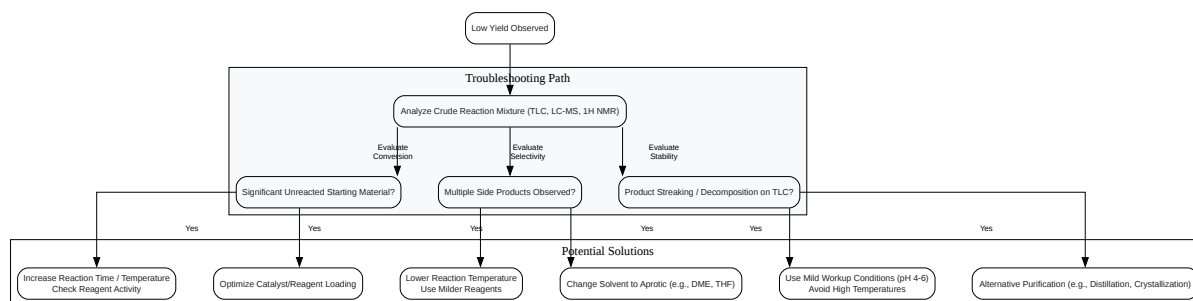 Low Yield Observed
Troubleshooting Path
Analyze Crude Reaction Mixture (TLC, LC-MS, 1H NMR)
Evaluate
Conversion
Evaluate
Selectivity
Evaluate
Stability
Significant Unreacted Starting Material?
Multiple Side Products Observed?
Product Streaking / Decomposition on TLC?
Yes
Yes
Yes
Yes
Yes
Yes
Potential Solutions
Increase Reaction Time / Temperature
Check Reagent Activity
Optimize Catalyst/Reagent Loading
Lower Reaction Temperature
Use Milder Reagents
Change Solvent to Aprotic (e.g., DME, THF)
Use Mild Workup Conditions (pH 4-6)
Avoid High Temperatures
Alternative Purification (e.g., Distillation, Crystallization)